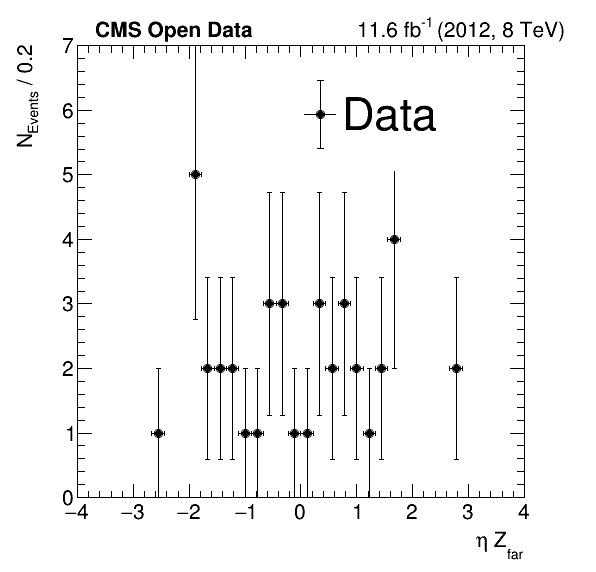 CMS Open Data 11.6 fb-1 (2012, 8 TeV)
NEvents / 0.2
7
6
5
4
3
2
1
0
Data
−4 −3 −2 −1 0 1 2 3 4
η Zfar